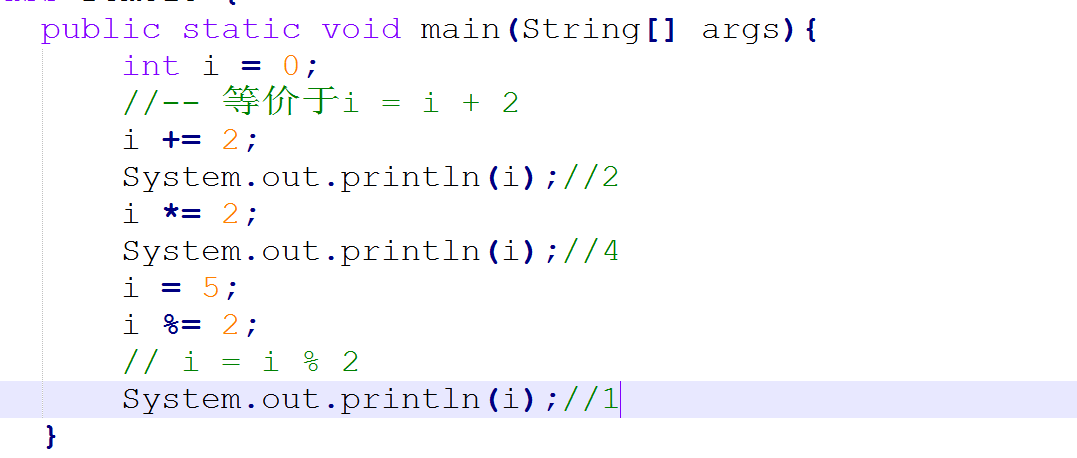 public static void main(String[] args){
int i = 0;
//-- 等价于i = i + 2
i += 2;
System.out.println(i);//2
i *= 2;
System.out.println(i);//4
i = 5;
i %= 2;
// i = i % 2
System.out.println(i);//1
}